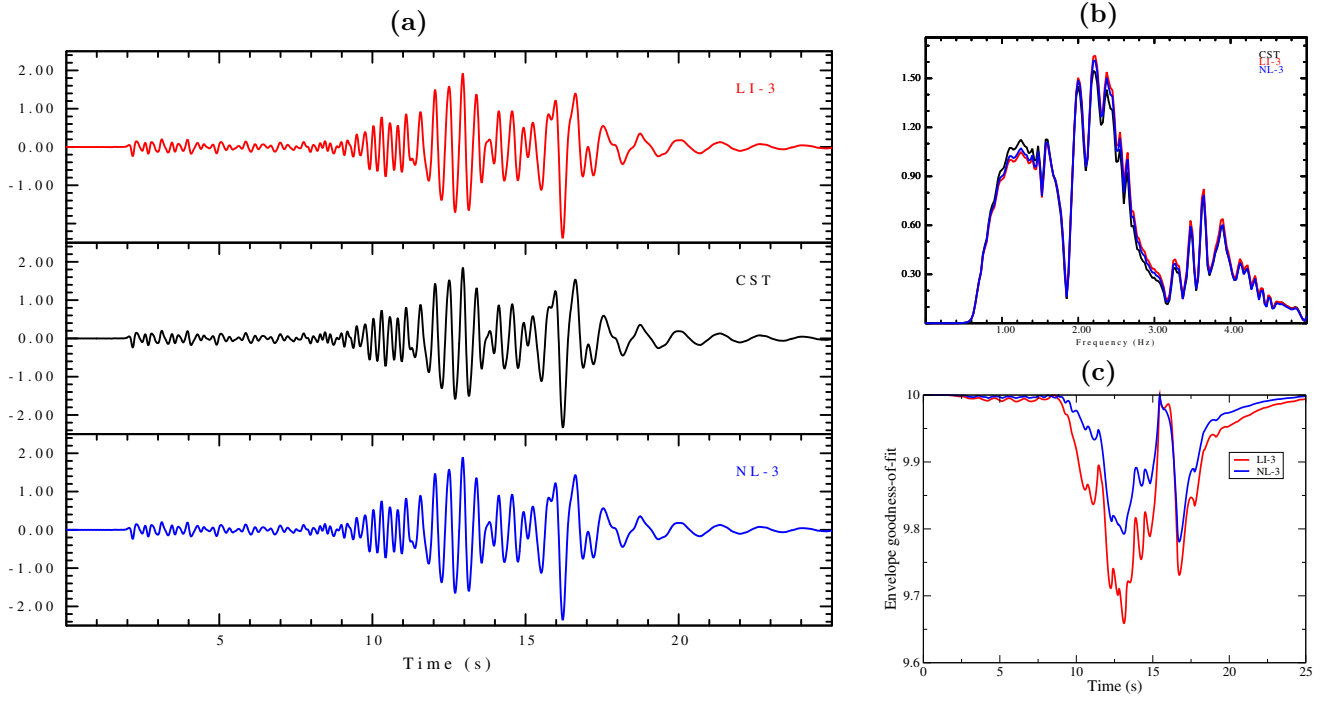 (a)
2.00
1.00
0.00
-1.00
LI-3
2.00
1.00
0.00
-1.00
-2.00
CST
2.00
1.00
0.00
-1.00
-2.00
NL-3
5 10 15 20
Time (s)
(b)
1.50
1.20
0.90
0.60
0.30
CST
LI-3
NL-3
1.00 2.00 3.00 4.00
Frequency (Hz)
(c)
10
9.9
9.8
9.7
9.6
Envelope goodness-of-fit
LI-3
NL-3
0 5 10 15 20 25
Time (s)